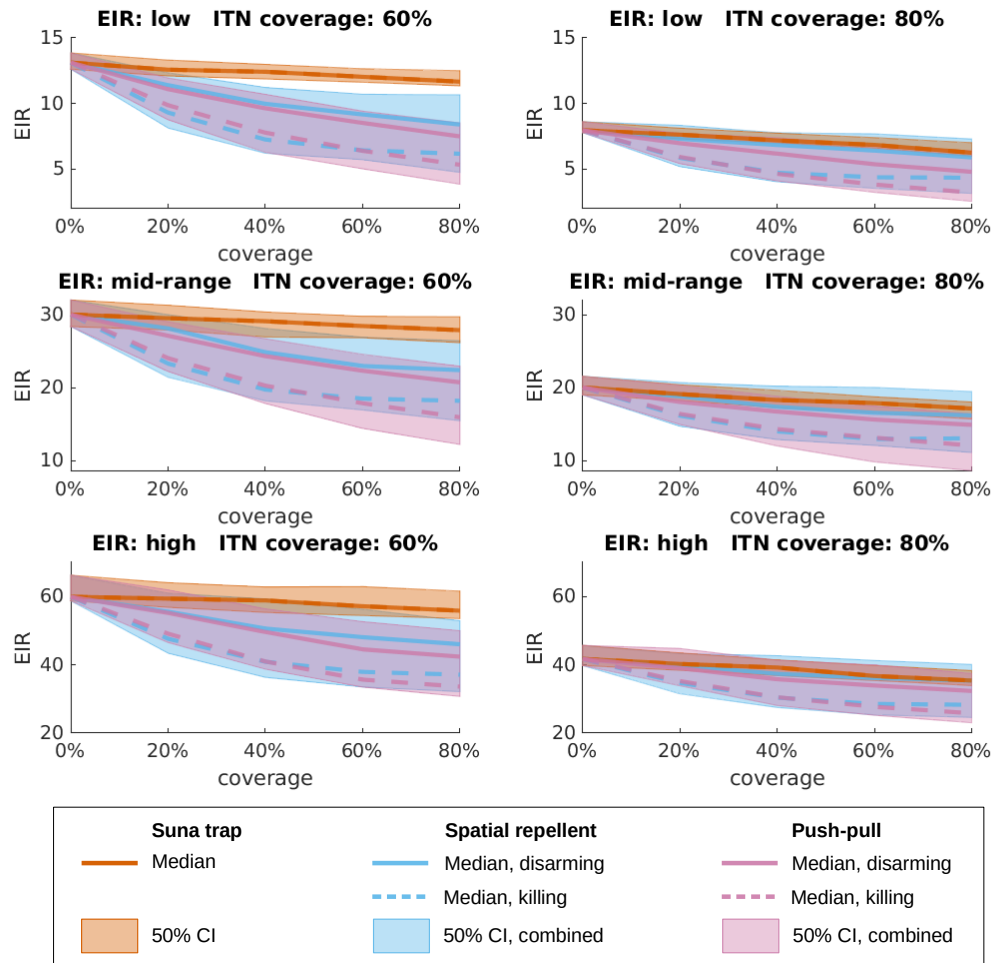 EIR: low ITN coverage: 60%
15
10
5
EIR
0%
20%
40%
60%
80%
coverage
EIR: low ITN coverage: 80%
15
10
5
EIR
0%
20%
40%
60%
80%
coverage
EIR: mid-range ITN coverage: 60%
30
20
10
EIR
0%
20%
40%
60%
80%
coverage
EIR: mid-range ITN coverage: 80%
30
20
10
EIR
0%
20%
40%
60%
80%
coverage
EIR: high ITN coverage: 60%
60
40
20
EIR
0%
20%
40%
60%
80%
coverage
EIR: high ITN coverage: 80%
60
40
20
EIR
0%
20%
40%
60%
80%
coverage
Suna trap
Median
50% CI
Spatial repellent
Median, disarming
Median, killing
50% CI, combined
Push-pull
Median, disarming
Median, killing
50% CI, combined